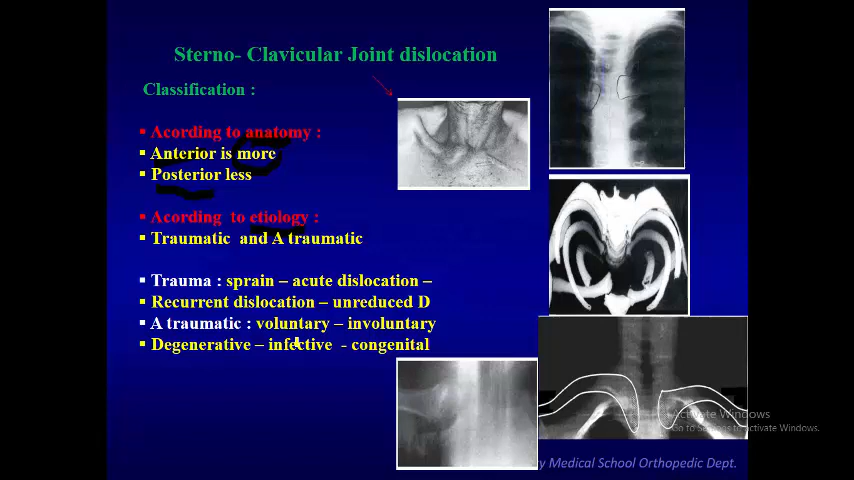 Sterno- Clavicular Joint dislocation
Classification :
▪ Acording to anatomy :
▪ Anterior is more
▪ Posterior less
▪ Acording to etiology :
▪ Traumatic and A traumatic
▪ Trauma : sprain – acute dislocation –
▪ Recurrent dislocation – unreduced D
▪ A traumatic : voluntary – involuntary
▪ Degenerative – infective - congenital
Activate Windows
Go to Settings to activate Windows.
y Medical School Orthopedic Dept.